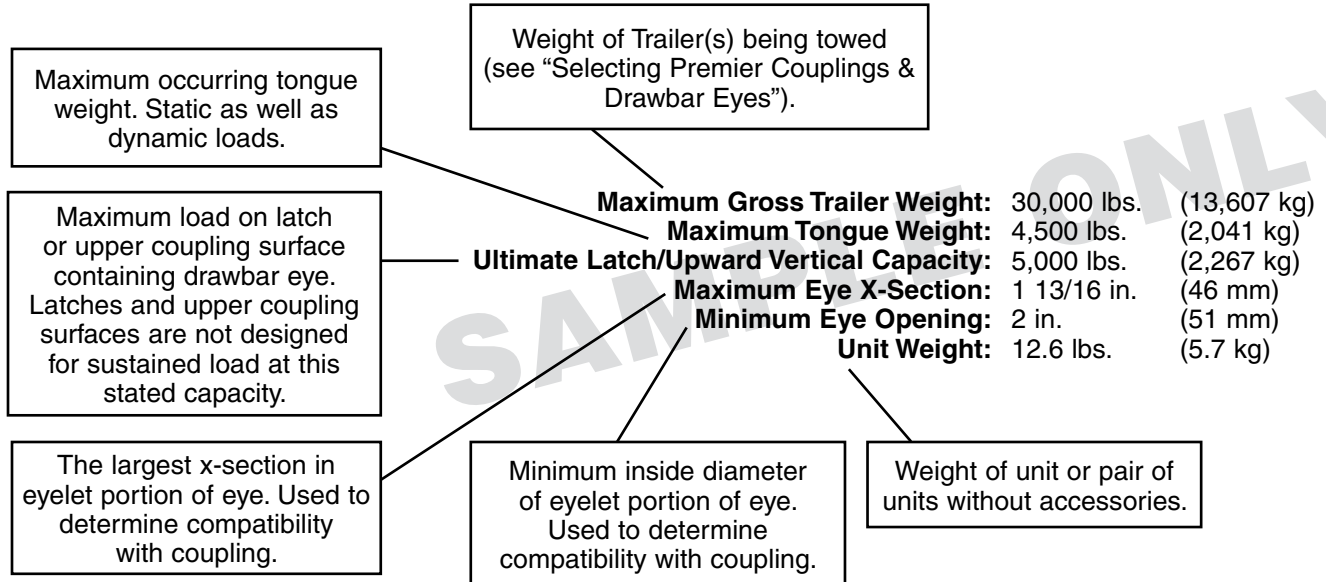 Weight of Trailer(s) being towed
(see “Selecting Premier Couplings &
Drawbar Eyes”).
Maximum occurring tongue
weight. Static as well as
dynamic loads.
Maximum load on latch
or upper coupling surface
containing drawbar eye.
Latches and upper coupling
surfaces are not designed
for sustained load at this
stated capacity.
Maximum Gross Trailer Weight: 30,000 lbs. (13,607 kg)
Maximum Tongue Weight: 4,500 lbs. (2,041 kg)
Ultimate Latch/Upward Vertical Capacity: 5,000 lbs. (2,267 kg)
Maximum Eye X-Section: 1 13/16 in. (46 mm)
Minimum Eye Opening: 2 in. (51 mm)
Unit Weight: 12.6 lbs. (5.7 kg)
SAMPLE ONLY
The largest x-section in
eyelet portion of eye. Used to
determine compatibility
with coupling.
Minimum inside diameter
of eyelet portion of eye.
Used to determine
compatibility with coupling.
Weight of unit or pair of
units without accessories.